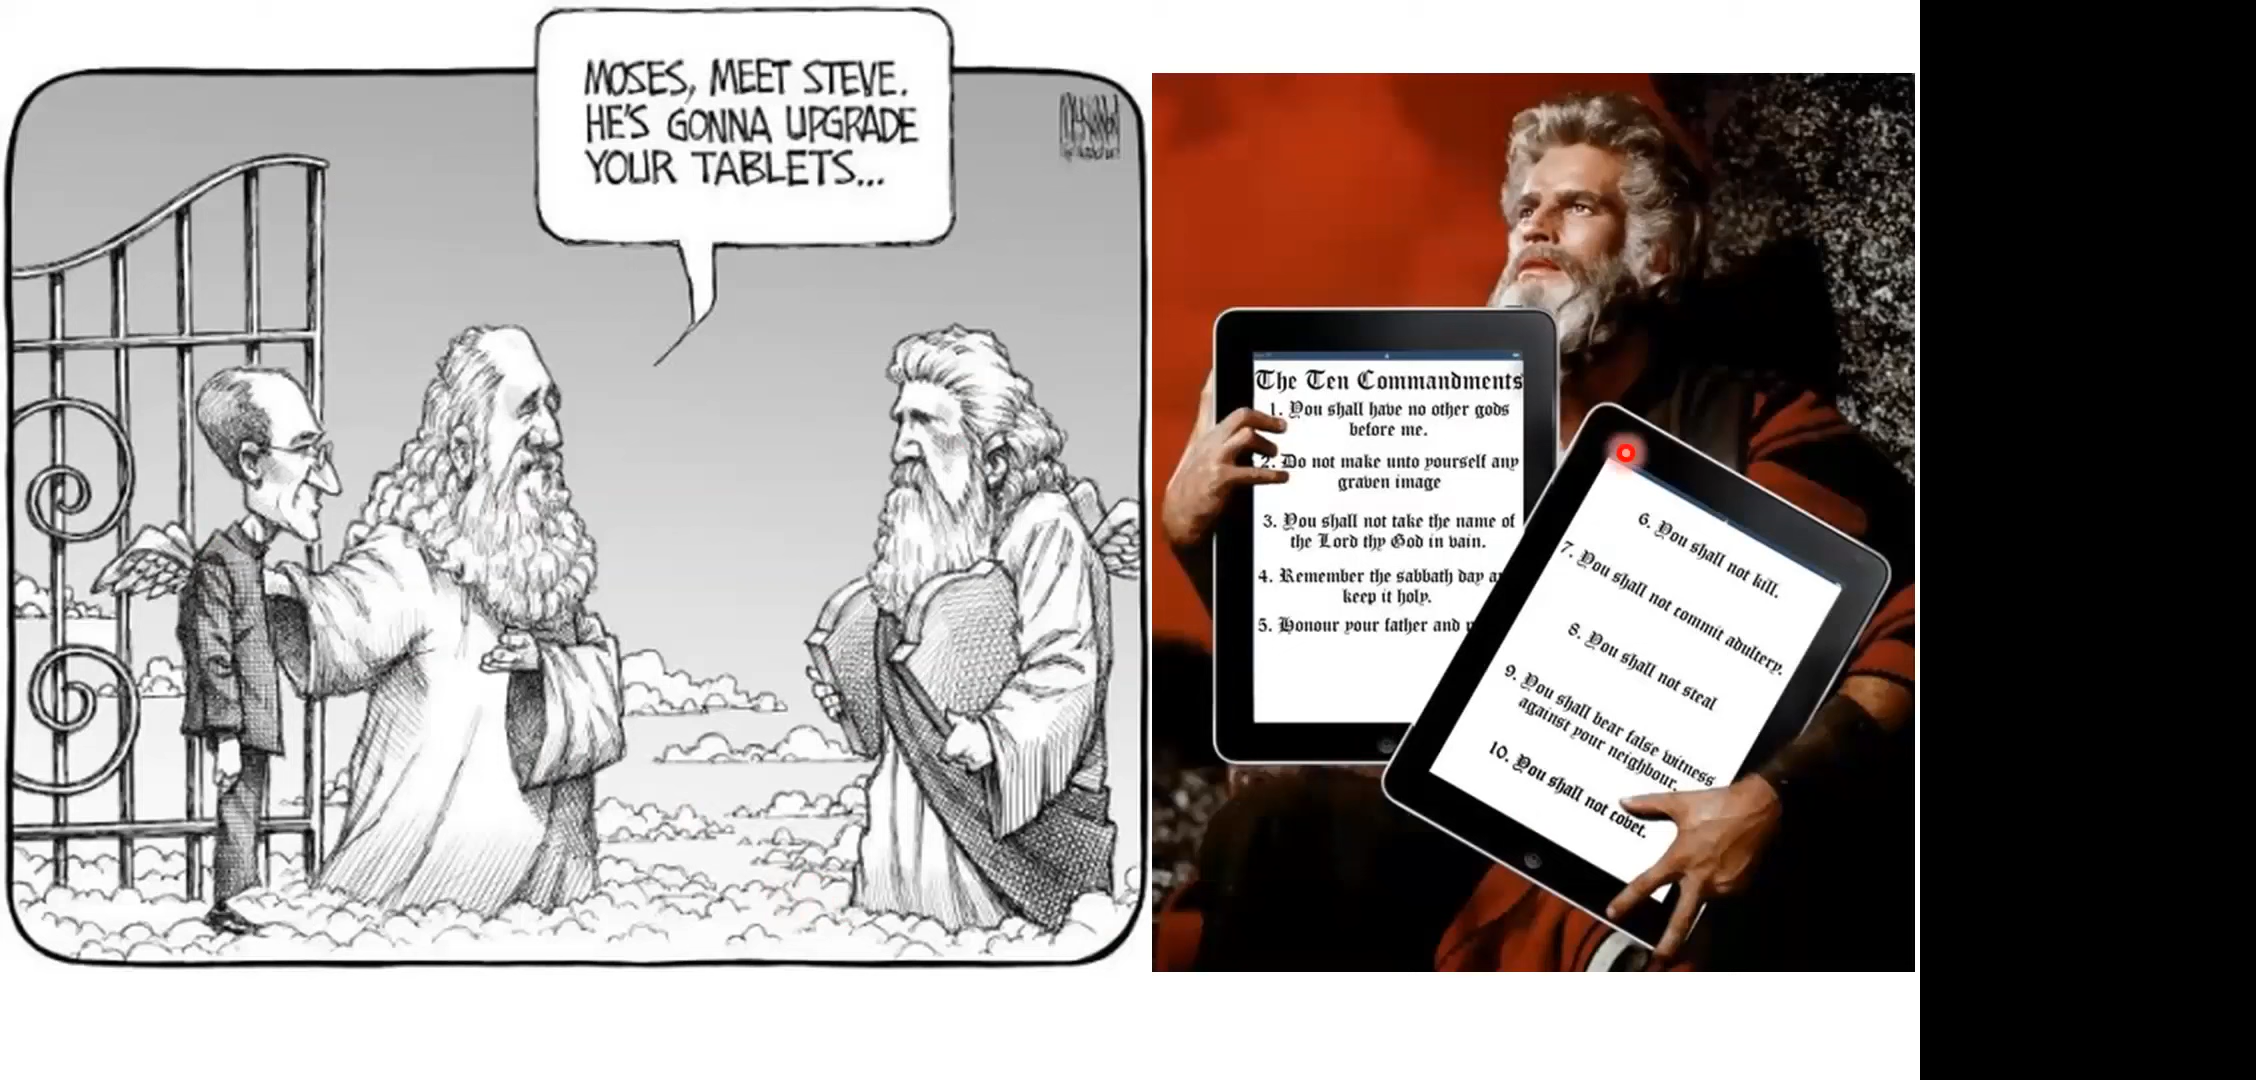 MOSES, MEET STEVE.
HE'S GONNA UPGRADE
YOUR TABLETS...
The Ten Commandments
1. You shall have no other gods
before me.
2. Do not make unto yourself any
graven image
3. You shall not take the name of
the Lord thy God in vain.
4. Remember the sabbath day
keep it holy.
5. Honour your father and
6. You shall not kill.
7. You shall not commit adultery.
8. You shall not steal
9. You shall bear false witness
against your neighbour.
10. You shall not covet.